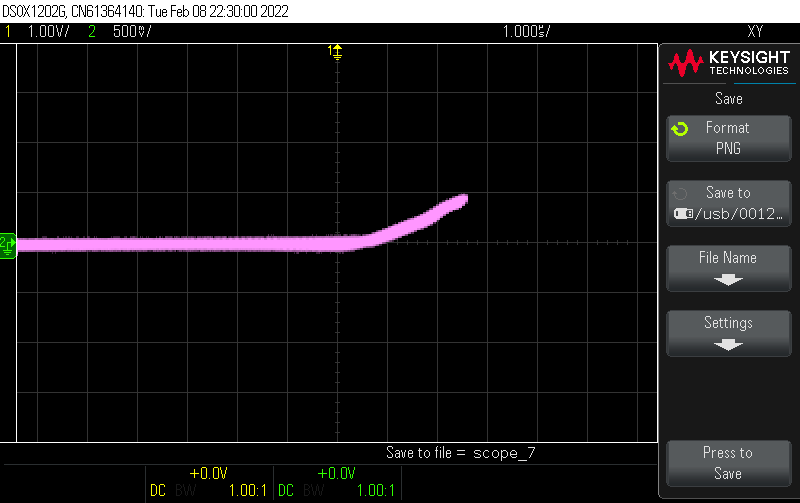 DSOX1202G, CN61364140: Tue Feb 08 22:30:00 2022
1 1.00V/ 2 500mV/ 1.000s/ XY
1
2
KEYSIGHT
TECHNOLOGIES
Save
Format
PNG
Save to
/usb/0012...
File Name
Settings
Save to file = scope_7
Press to
Save
+0.0V +0.0V
DC BW 1.00:1 DC BW 1.00:1